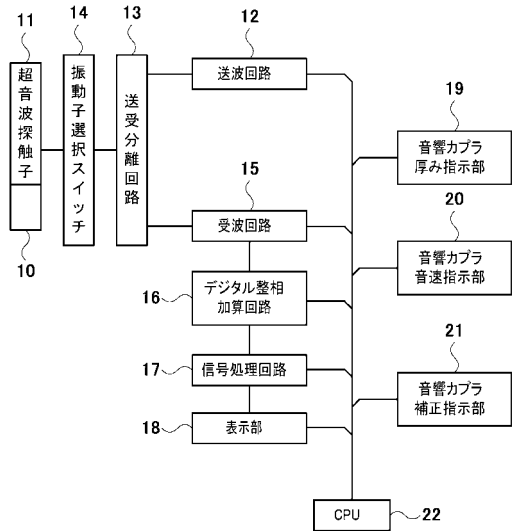 11
14
13
12
超音波探触子
振動子選択スイッチ
送受分離回路
送波回路
19
音響カプラ
厚み指示部
15
受波回路
10
20
音響カプラ
音速指示部
16
デジタル整相
加算回路
17
信号処理回路
21
音響カプラ
補正指示部
18
表示部
CPU
22